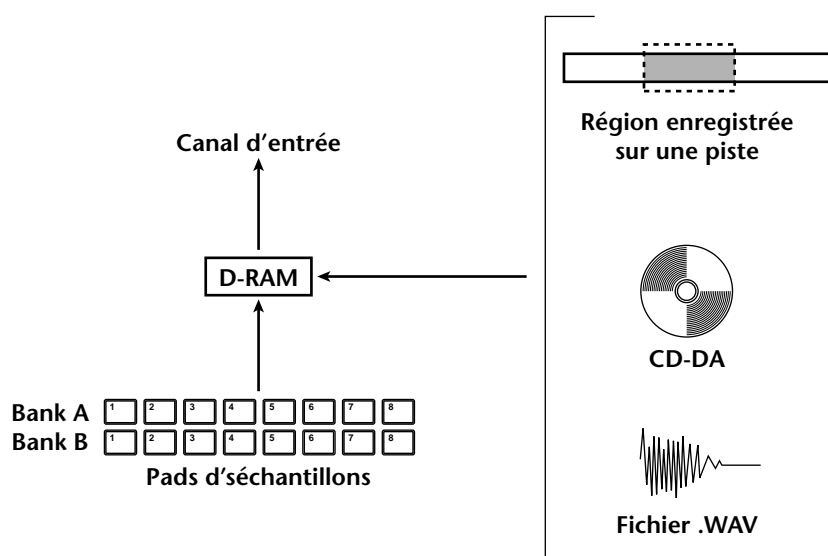 Région enregistrée
sur une piste
Canal d'entrée
D-RAM
CD-DA
Bank A 1 2 3 4 5 6 7 8
Bank B 1 2 3 4 5 6 7 8
Pads d'séchantillons
Fichier .WAV